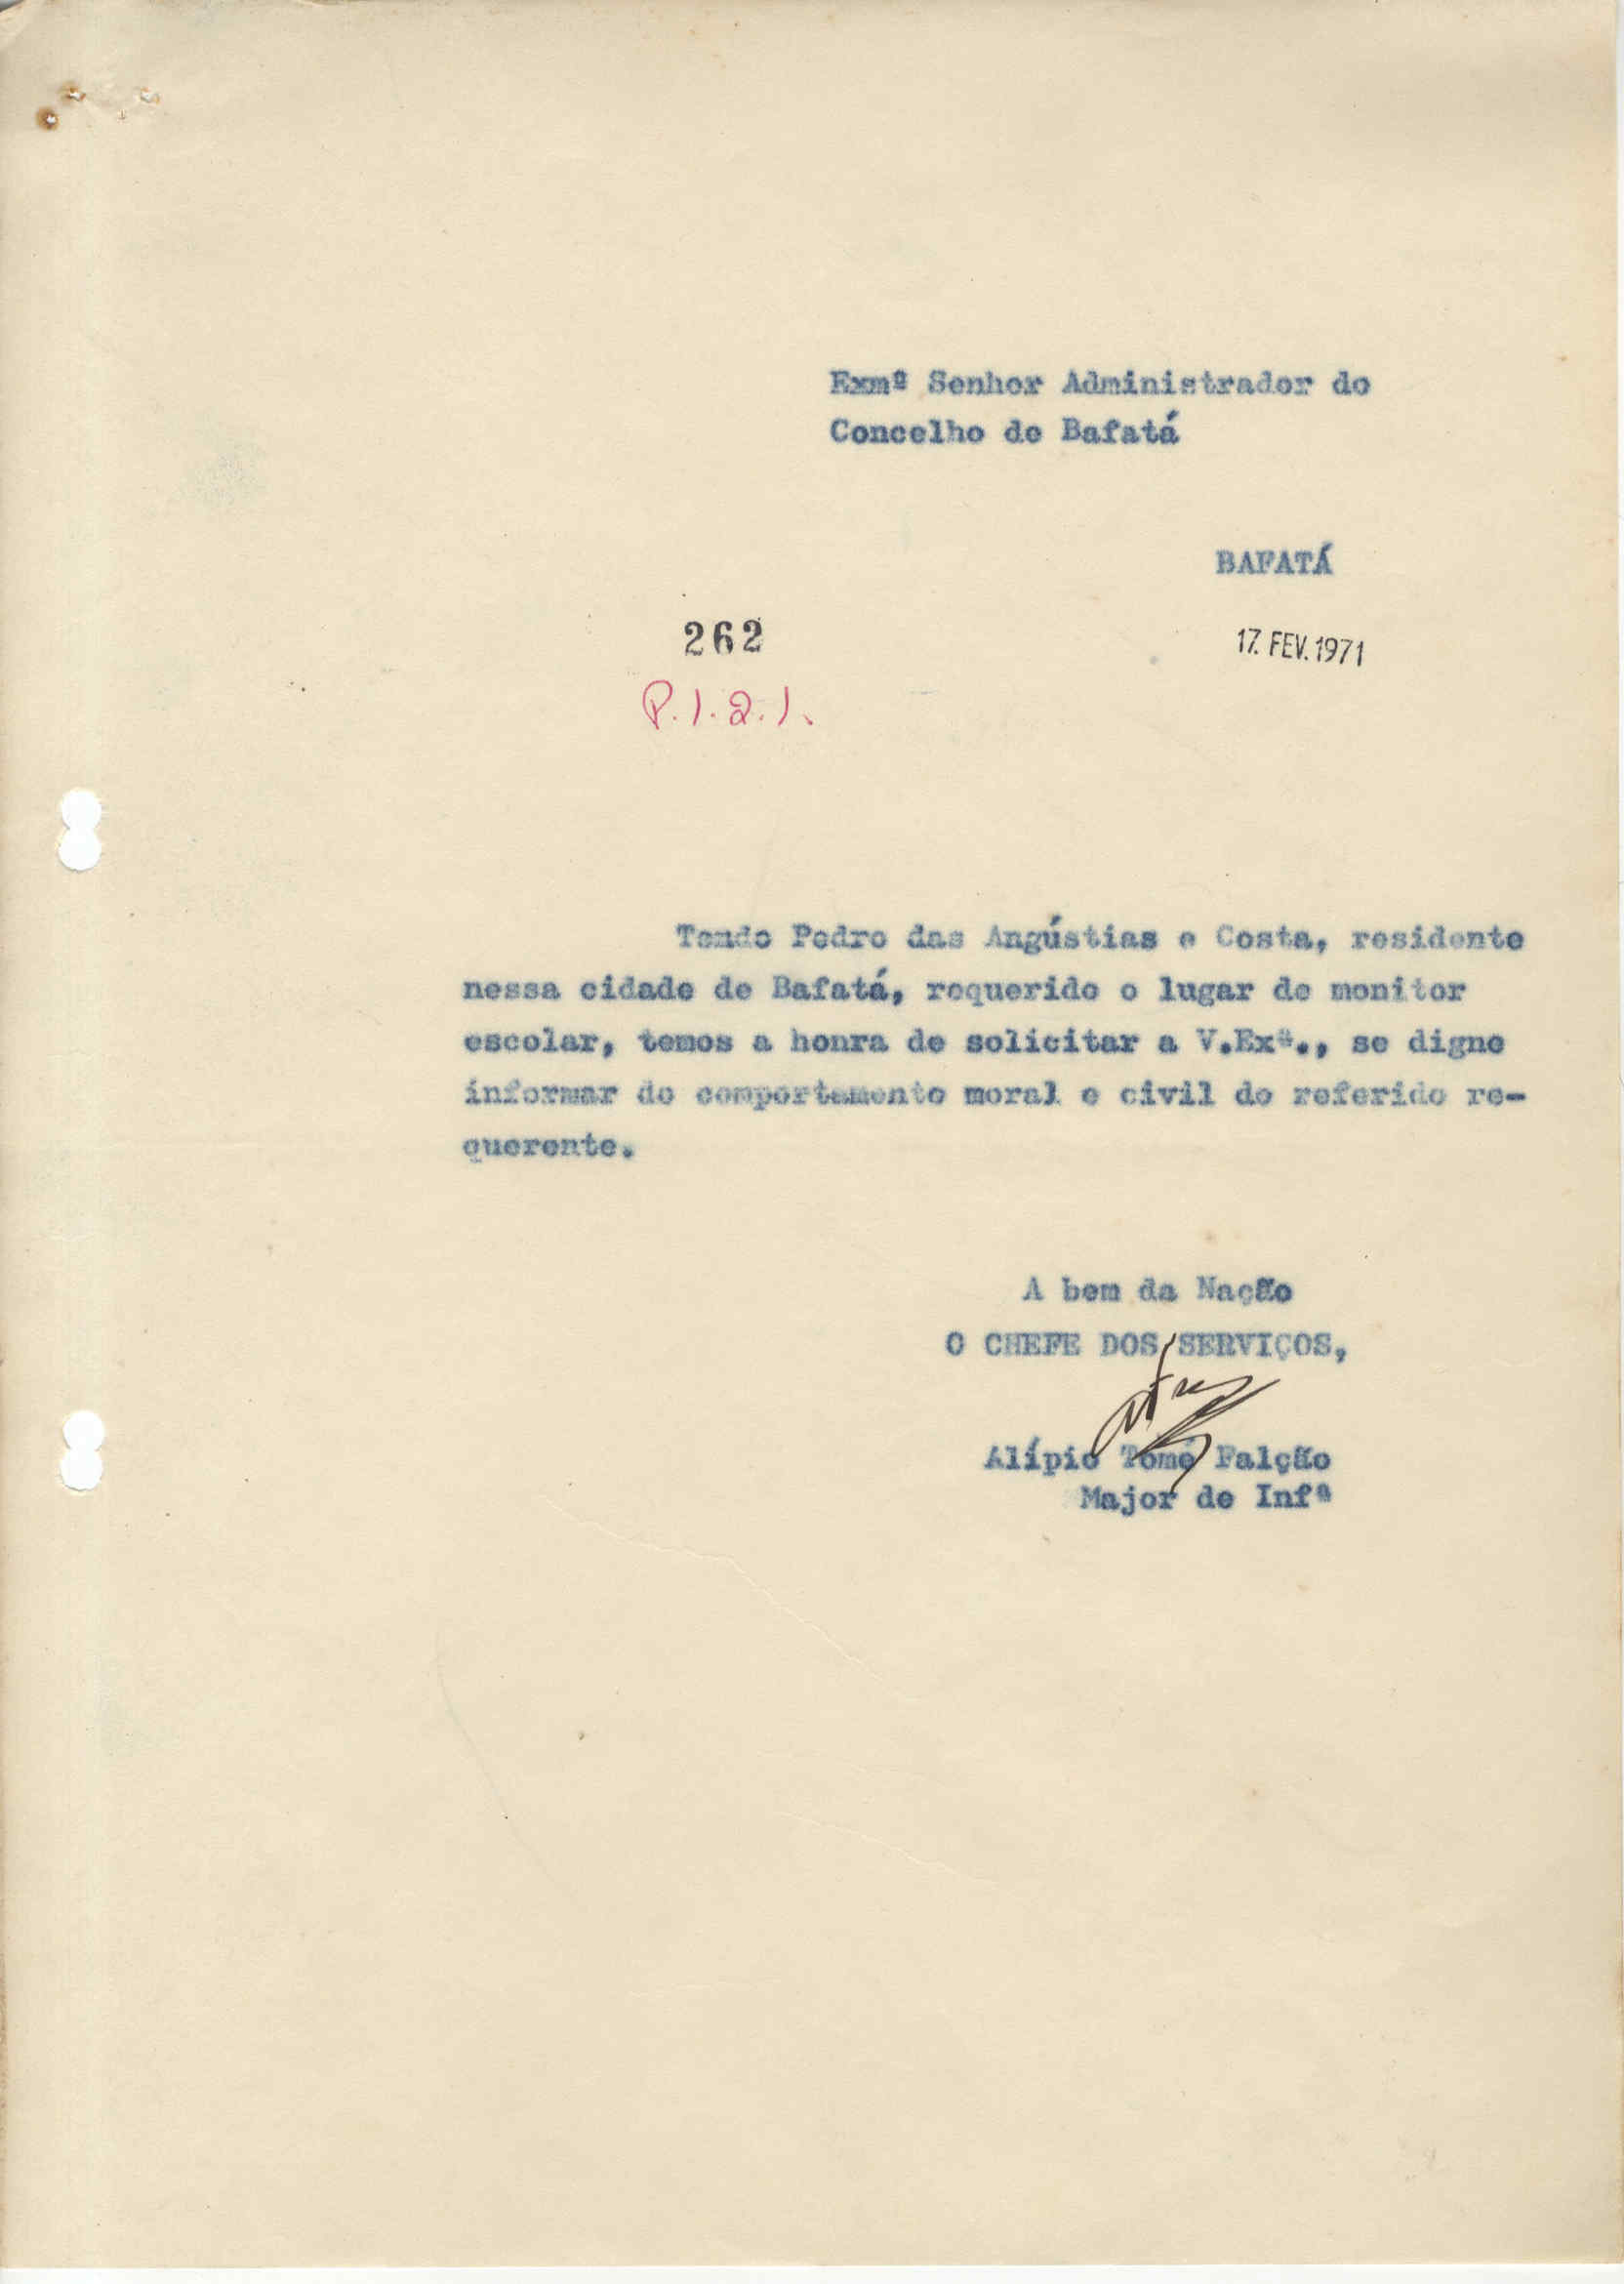 Exmº Senhor Administrador do
Concelho de Bafatá
BAFATÁ
262
17. FEV. 1971
P.1.2.1.
Tendo Pedro das Angústias e Costa, residente
nessa cidade de Bafatá, requerido o lugar de monitor
escolar, temos a honra de solicitar a V.Exª., se digne
informar do comportamento moral e civil do referido re-
querente.
A bem da Nação
O CHEFE DOS SERVIÇOS,
Alípio Tomé Falção
Major de Infª